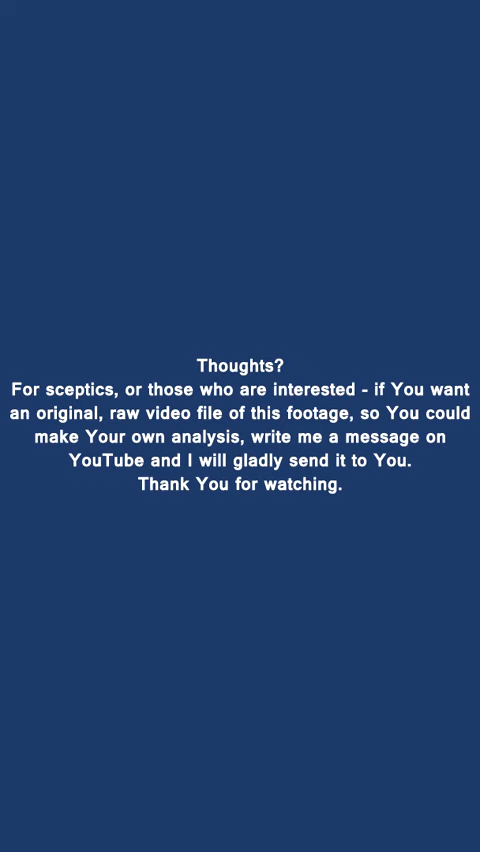 Thoughts?
For sceptics, or those who are interested - if You want
an original, raw video file of this footage, so You could
make Your own analysis, write me a message on
YouTube and I will gladly send it to You.
Thank You for watching.